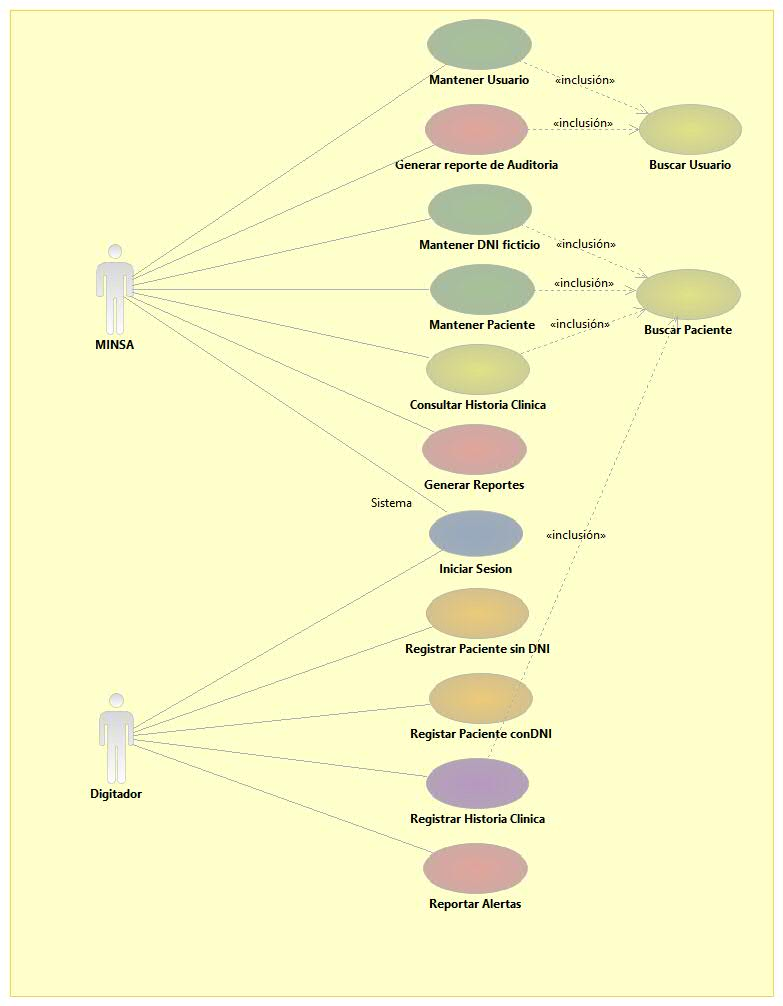 Mantener Usuario
«inclusión»
Generar reporte de Auditoria
«inclusión»
Buscar Usuario
Mantener DNI ficticio
«inclusión»
Mantener Paciente
«inclusión»
«inclusión»
Buscar Paciente
MINSA
Consultar Historia Clinica
Generar Reportes
Sistema
«inclusión»
Iniciar Sesion
Registrar Paciente sin DNI
Registar Paciente conDNI
Digitador
Registrar Historia Clinica
Reportar Alertas